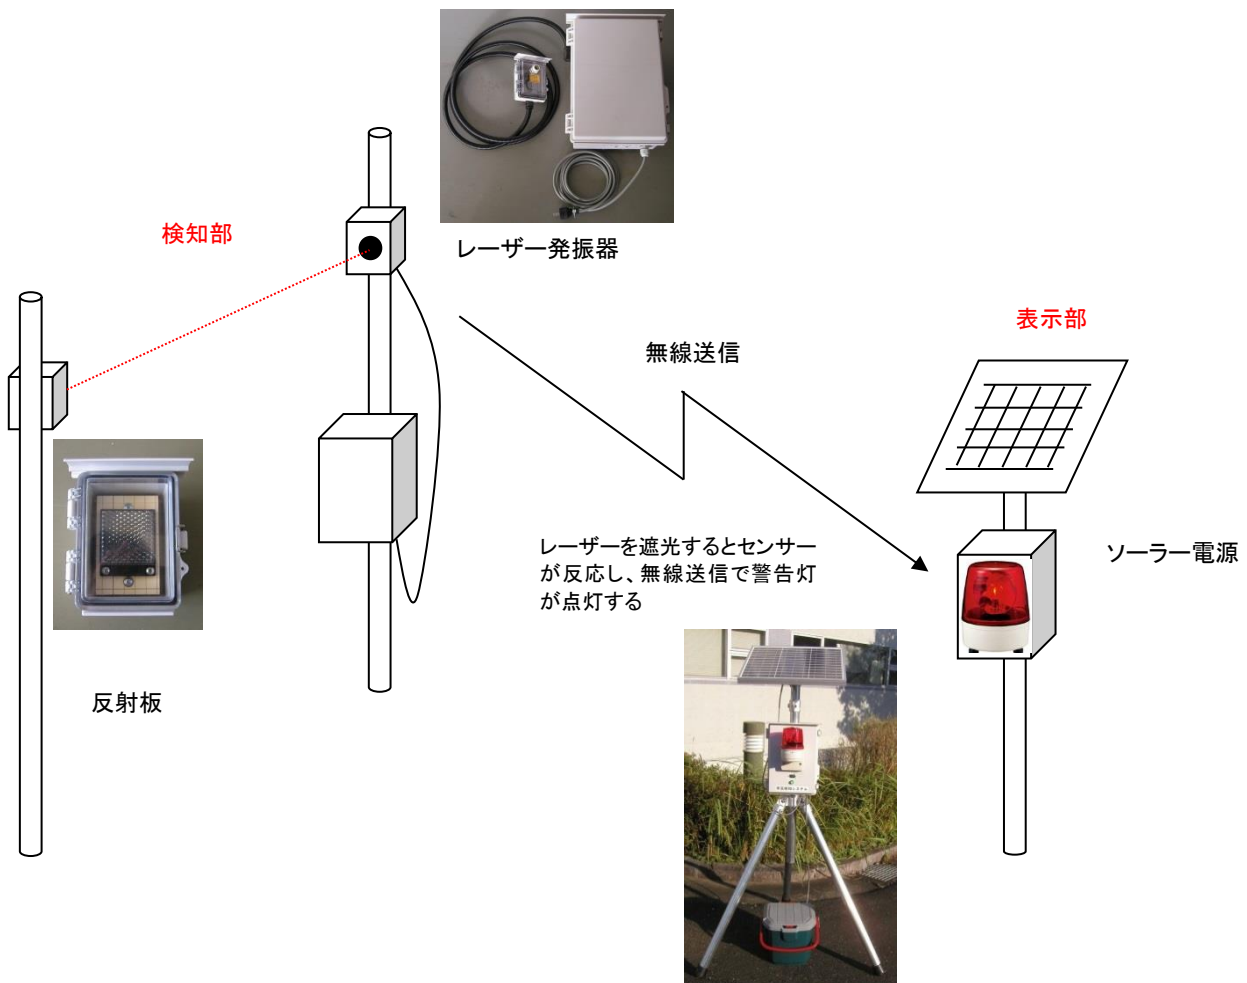 検知部
レーザー発振器
無線送信
表示部
レーザーを遮光するとセンサー
が反応し、無線送信で警告灯
が点灯する
ソーラー電源
反射板